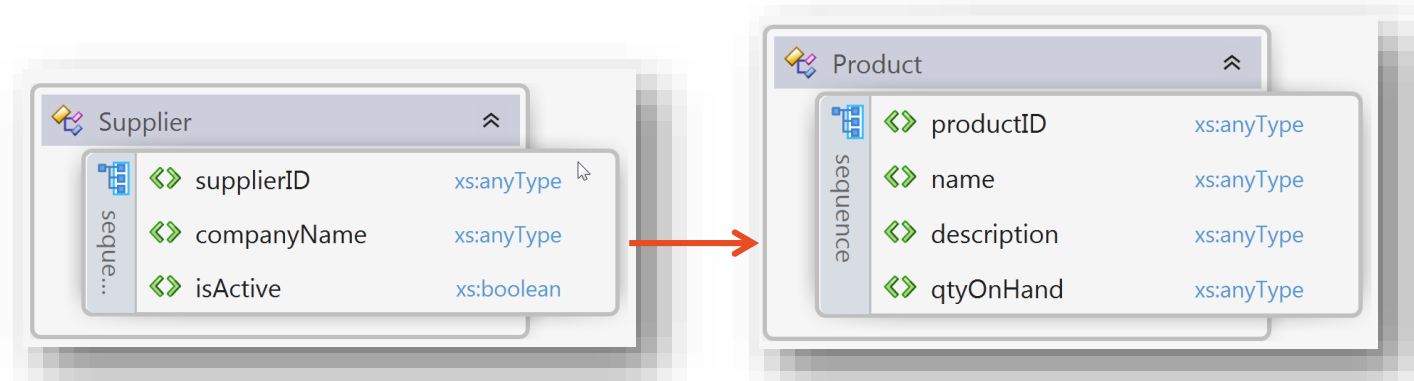 Supplier
seque...
supplierID xs:anyType
companyName xs:anyType
isActive xs:boolean
Product
sequence
productID xs:anyType
name xs:anyType
description xs:anyType
qtyOnHand xs:anyType